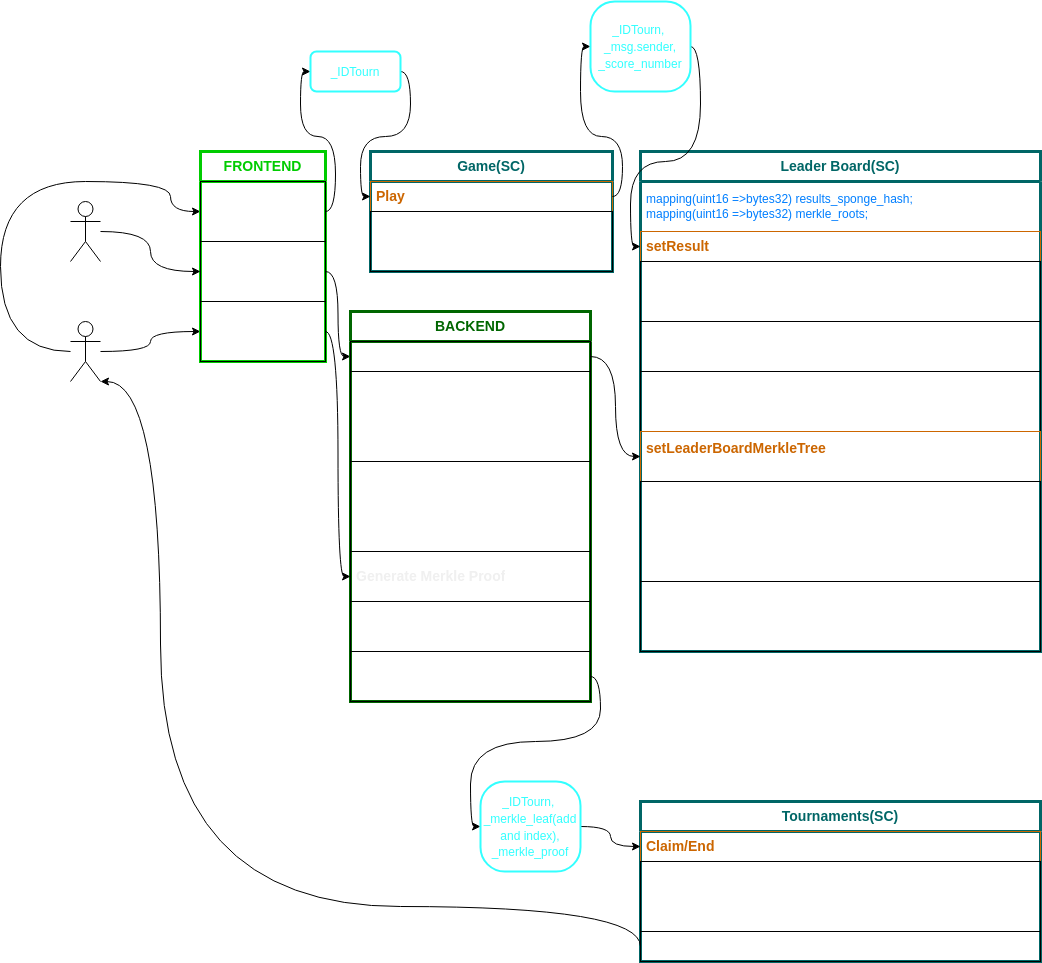 _IDTourn,
_msg.sender,
_score_number
_IDTourn
FRONTEND
Game(SC)
Play
Leader Board(SC)
mapping(uint16 =>bytes32) results_sponge_hash;
mapping(uint16 =>bytes32) merkle_roots;
setResult
BACKEND
setLeaderBoardMerkleTree
Generate Merkle Proof
_IDTourn,
_merkle_leaf(add
and index),
_merkle_proof
Tournaments(SC)
Claim/End